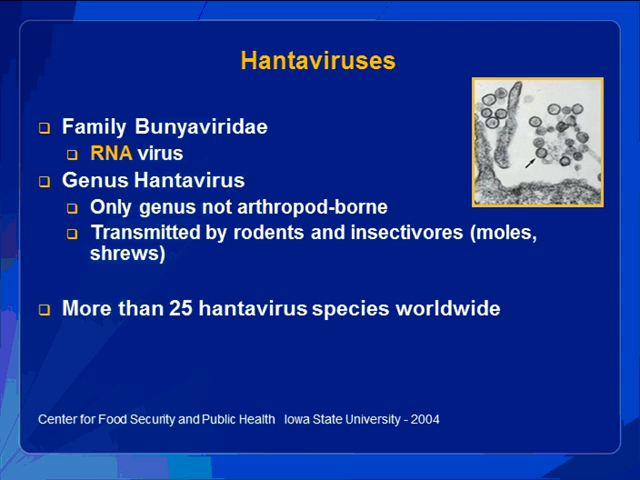 Hantaviruses
Family Bunyaviridae
RNA virus
Genus Hantavirus
Only genus not arthropod-borne
Transmitted by rodents and insectivores (moles,
shrews)
More than 25 hantavirus species worldwide
Center for Food Security and Public Health Iowa State University - 2004